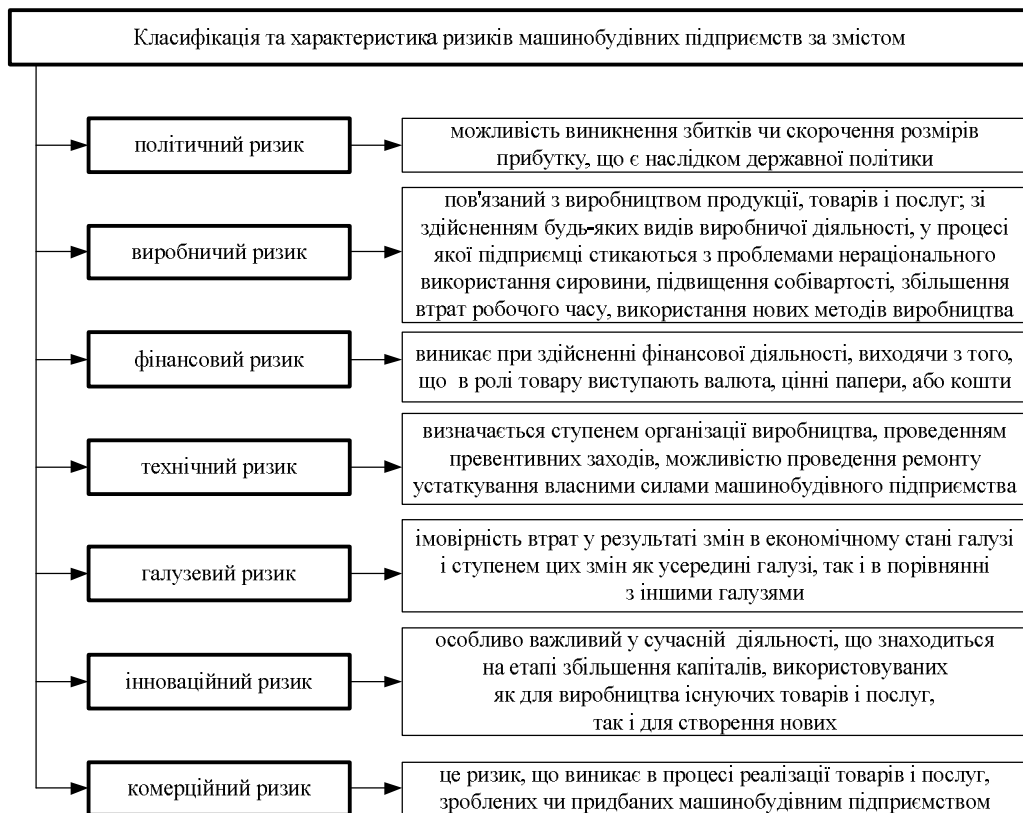 Класифікація та характеристика ризиків машинобудівних підприємств за змістом
політичний ризик
можливість виникнення збитків чи скорочення розмірів
прибутку, що є наслідком державної політики
виробничий ризик
пов'язаний з виробництвом продукції, товарів і послуг; зі
здійсненням будь-яких видів виробничої діяльності, у процесі
якої підприємці стикаються з проблемами нераціонального
використання сировини, підвищення собівартості, збільшення
втрат робочого часу, використання нових методів виробництва
фінансовий ризик
виникає при здійсненні фінансової діяльності, виходячи з того,
що в ролі товару виступають валюта, цінні папери, або кошти
технічний ризик
визначається ступенем організації виробництва, проведенням
превентивних заходів, можливістю проведення ремонту
устаткування власними силами машинобудівного підприємства
галузевий ризик
імовірність втрат у результаті змін в економічному стані галузі
і ступенем цих змін як усередині галузі, так і в порівнянні
з іншими галузями
інноваційний ризик
особливо важливий у сучасній діяльності, що знаходиться
на етапі збільшення капіталів, використовуваних
як для виробництва існуючих товарів і послуг,
так і для створення нових
комерційний ризик
це ризик, що виникає в процесі реалізації товарів і послуг,
зроблених чи придбаних машинобудівним підприємством